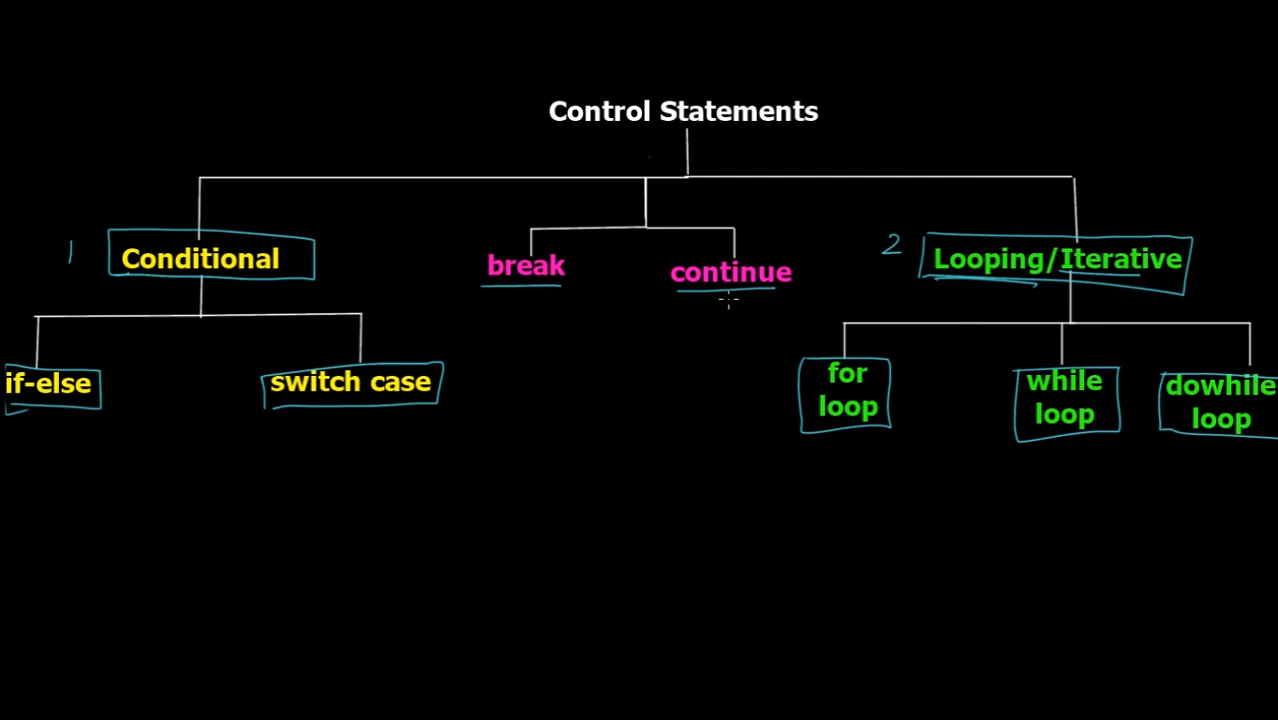 Control Statements
1
Conditional
break
continue
2
Looping/Iterative
if-else
switch case
for
loop
while
loop
dowhile
loop